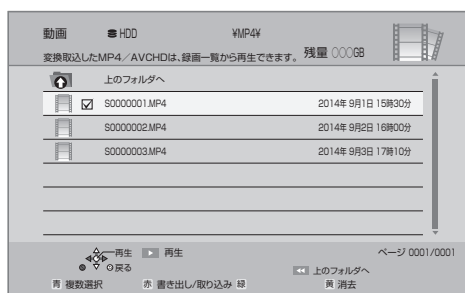 動画 HDD ¥MP4¥
変換取込したMP4／AVCHDは、録画一覧から再生できます。 残量 ○○○GB
上のフォルダへ
S0000001.MP4 2014年 9月1日 15時30分
S0000002.MP4 2014年 9月2日 16時00分
S0000003.MP4 2014年 9月3日 17時10分
再生 再生 ページ 0001/0001
戻る 上のフォルダへ
青 複数選択 赤 書き出し/取り込み 緑 黄 消去